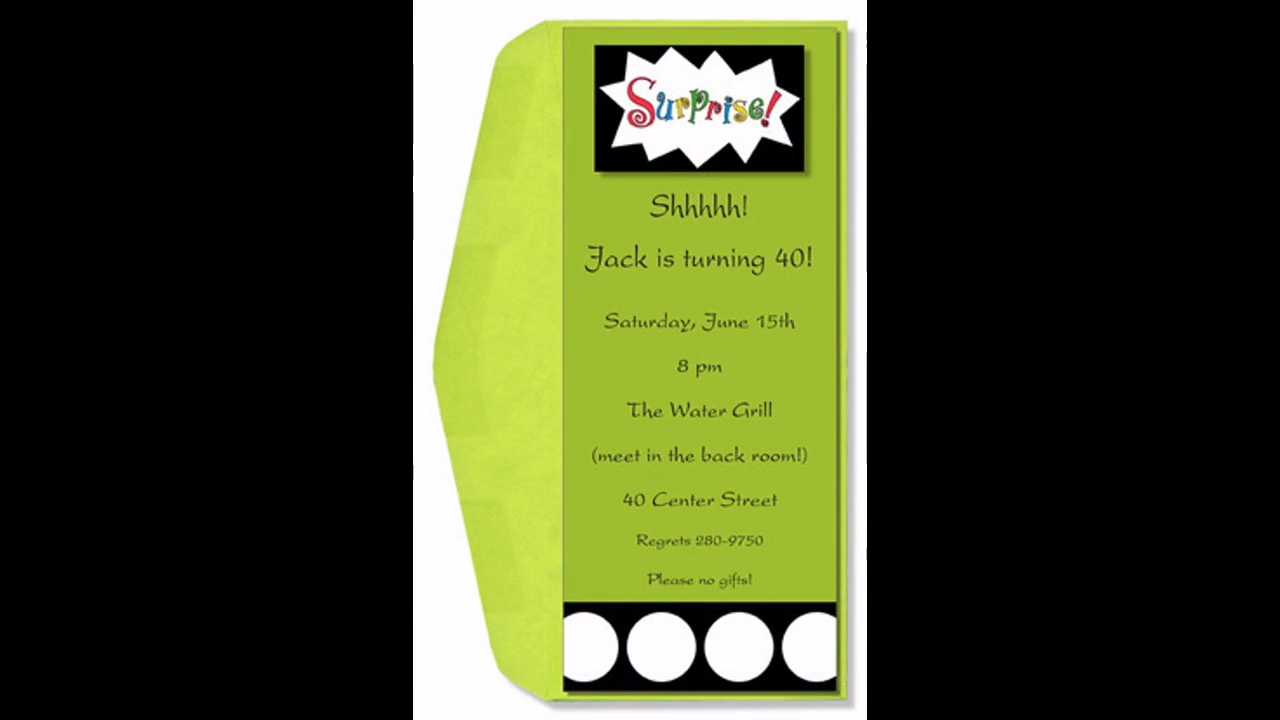 Surprise!
Shhhhh!
Jack is turning 40!
Saturday, June 15th
8 pm
The Water Grill
(meet in the back room!)
40 Center Street
Regrets 280-9750
Please no gifts!